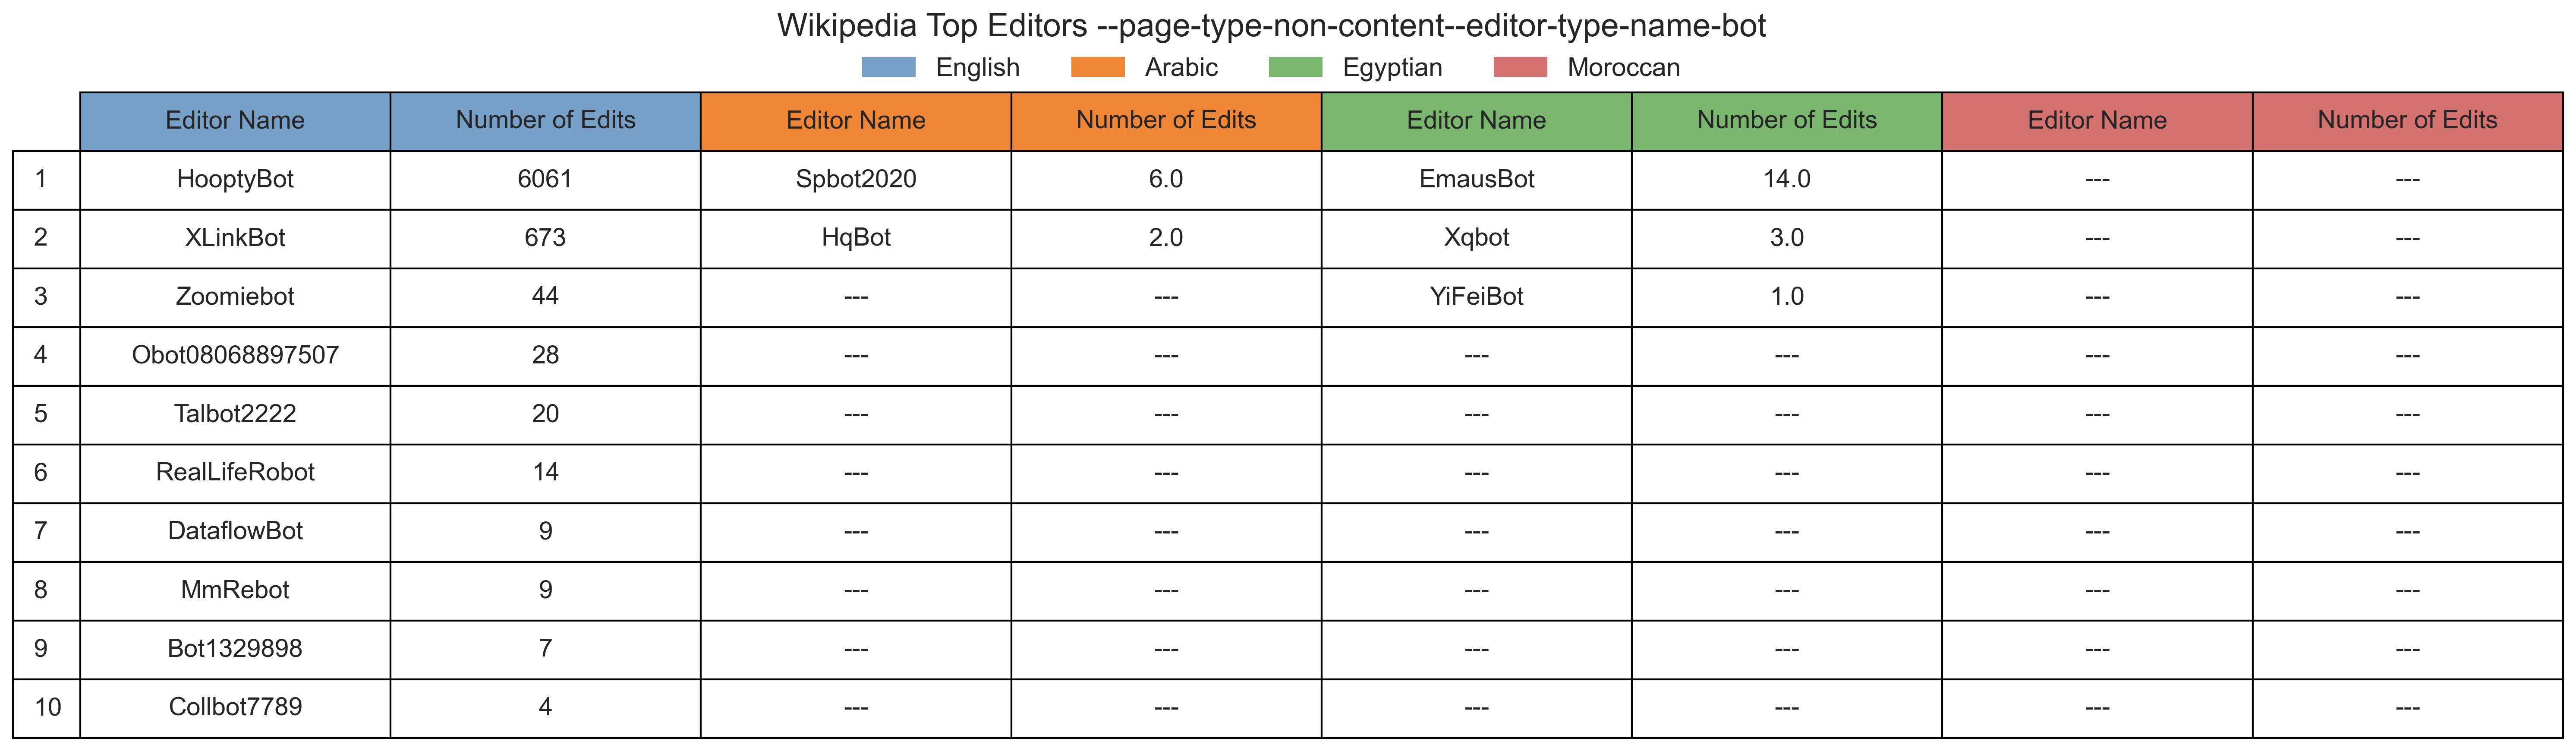 Wikipedia Top Editors --page-type-non-content--editor-type-name-bot
English Arabic Egyptian Moroccan
Editor Name Number of Edits Editor Name Number of Edits Editor Name Number of Edits Editor Name Number of Edits
1 HooptyBot 6061 Spbot2020 6.0 EmausBot 14.0 --- ---
2 XLinkBot 673 HqBot 2.0 Xqbot 3.0 --- ---
3 Zoomiebot 44 --- --- YiFeiBot 1.0 --- ---
4 Obot08068897507 28 --- --- --- --- --- ---
5 Talbot2222 20 --- --- --- --- --- ---
6 RealLifeRobot 14 --- --- --- --- --- ---
7 DataflowBot 9 --- --- --- --- --- ---
8 MmRebot 9 --- --- --- --- --- ---
9 Bot1329898 7 --- --- --- --- --- ---
10 Collbot7789 4 --- --- --- --- --- ---